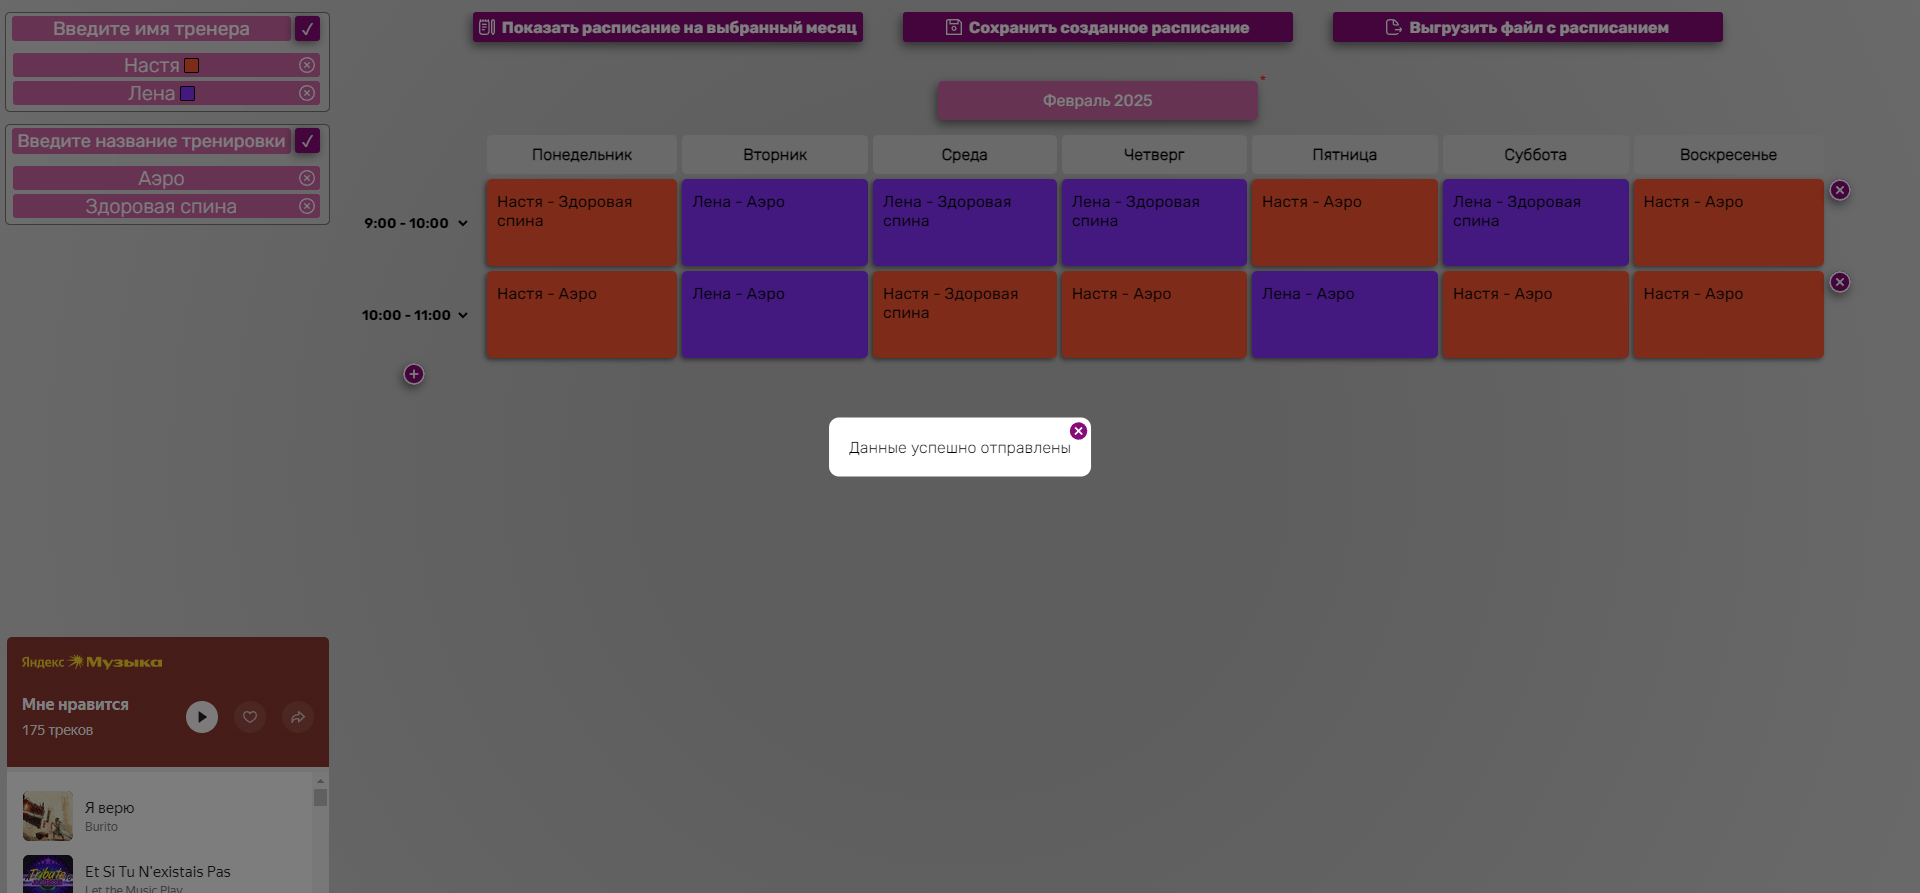 Введите имя тренера
Настя
Лена
Введите название тренировки
Аэро
Здоровая спина
Показать расписание на выбранный месяц
Сохранить созданное расписание
Выгрузить файл с расписанием
Февраль 2025
*
Понедельник
Вторник
Среда
Четверг
Пятница
Суббота
Воскресенье
9:00 - 10:00
Настя - Здоровая
спина
Лена - Аэро
Лена - Здоровая
спина
Лена - Здоровая
спина
Настя - Аэро
Лена - Здоровая
спина
Настя - Аэро
10:00 - 11:00
Настя - Аэро
Лена - Аэро
Настя - Здоровая
спина
Настя - Аэро
Лена - Аэро
Настя - Аэро
Настя - Аэро
Данные успешно отправлены
Яндекс Музыка
Мне нравится
175 треков
Я верю
Burito
Tribute
Et Si Tu N'existais Pas
Let the Music Play